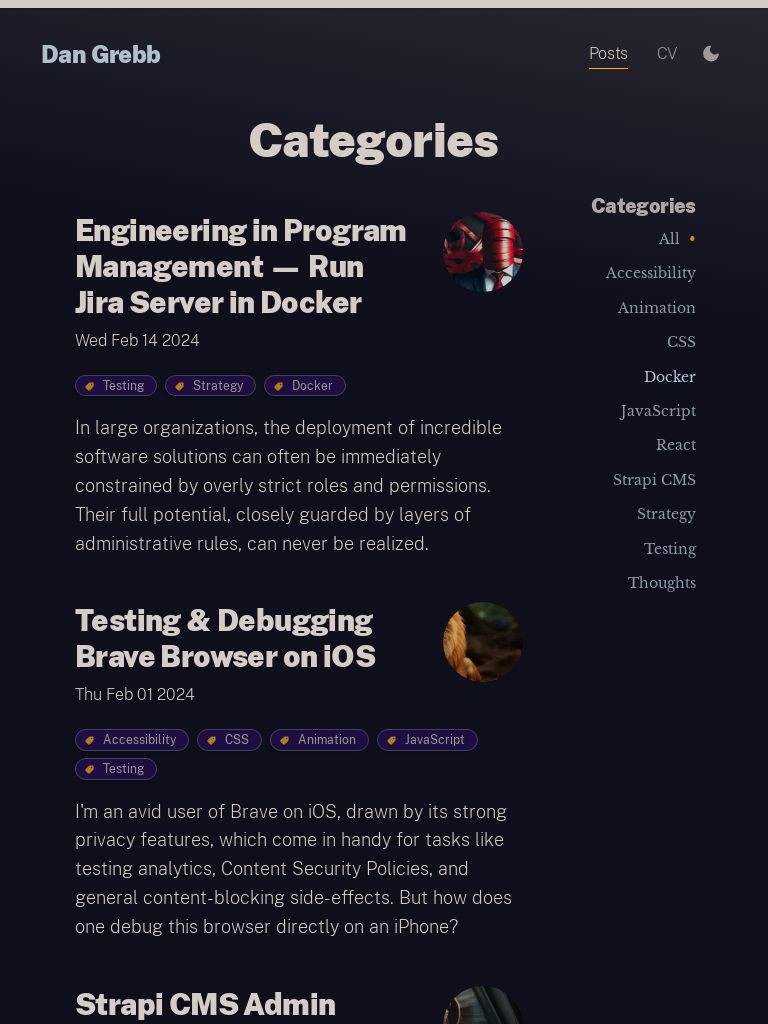 Dan Grebb
Posts
CV
Categories
Engineering in Program
Management — Run
Jira Server in Docker
Wed Feb 14 2024
Testing
Strategy
Docker
In large organizations, the deployment of incredible
software solutions can often be immediately
constrained by overly strict roles and permissions.
Their full potential, closely guarded by layers of
administrative rules, can never be realized.
Testing & Debugging
Brave Browser on iOS
Thu Feb 01 2024
Accessibility
CSS
Animation
JavaScript
Testing
I'm an avid user of Brave on iOS, drawn by its strong
privacy features, which come in handy for tasks like
testing analytics, Content Security Policies, and
general content-blocking side-effects. But how does
one debug this browser directly on an iPhone?
Strapi CMS Admin
Categories
All •
Accessibility
Animation
CSS
Docker
JavaScript
React
Strapi CMS
Strategy
Testing
Thoughts